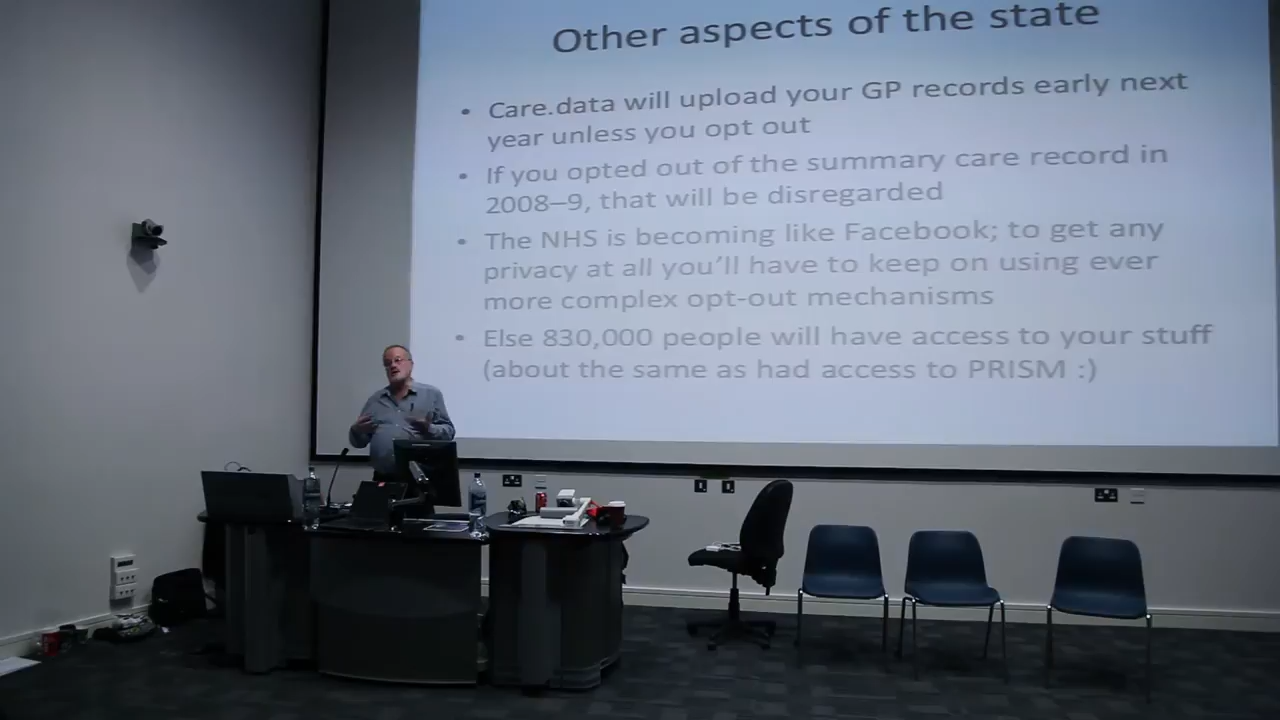 Other aspects of the state
• Care.data will upload your GP records early next
year unless you opt out
• If you opted out of the summary care record in
2008–9, that will be disregarded
• The NHS is becoming like Facebook; to get any
privacy at all you'll have to keep on using ever
more complex opt-out mechanisms
• Else 830,000 people will have access to your stuff
(about the same as had access to PRISM :)